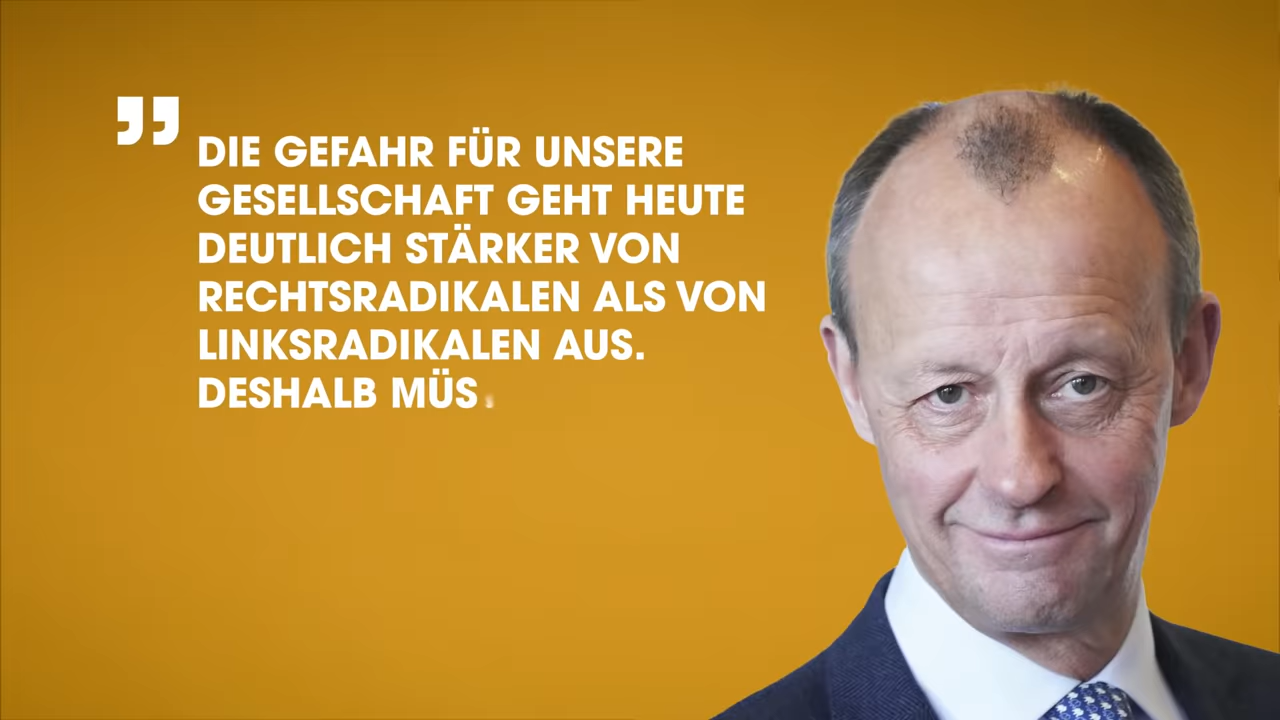 "
DIE GEFAHR FÜR UNSERE
GESELLSCHAFT GEHT HEUTE
DEUTLICH STÄRKER VON
RECHTSRADIKALEN ALS VON
LINKSRADIKALEN AUS.
DESHALB MÜS